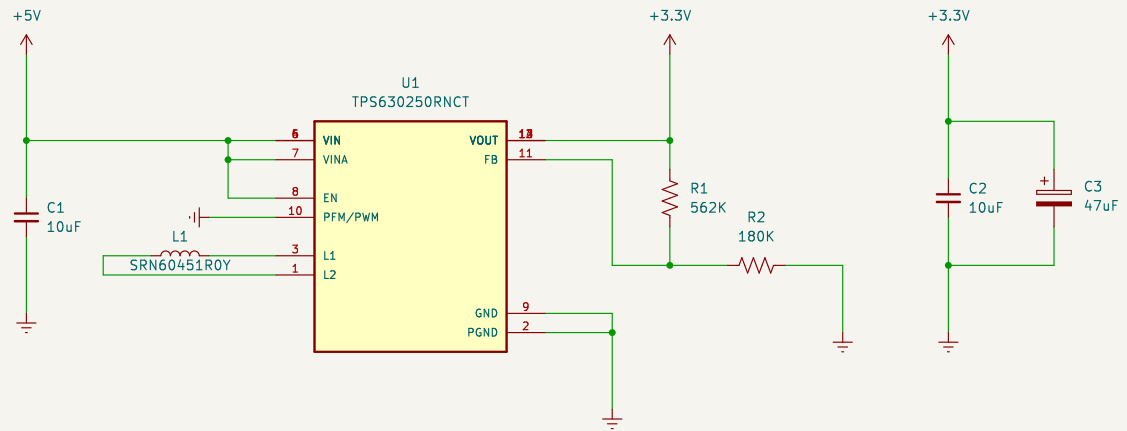 +5V
+3.3V
+3.3V
U1
TPS630250RNCT
VIN
7
VINA
8
EN
10
PFM/PWM
3
L1
1
L2
VOUT
11
FB
9
GND
2
PGND
C1
10uF
L1
SRN60451R0Y
R1
562K
R2
180K
C2
10uF
+
C3
47uF